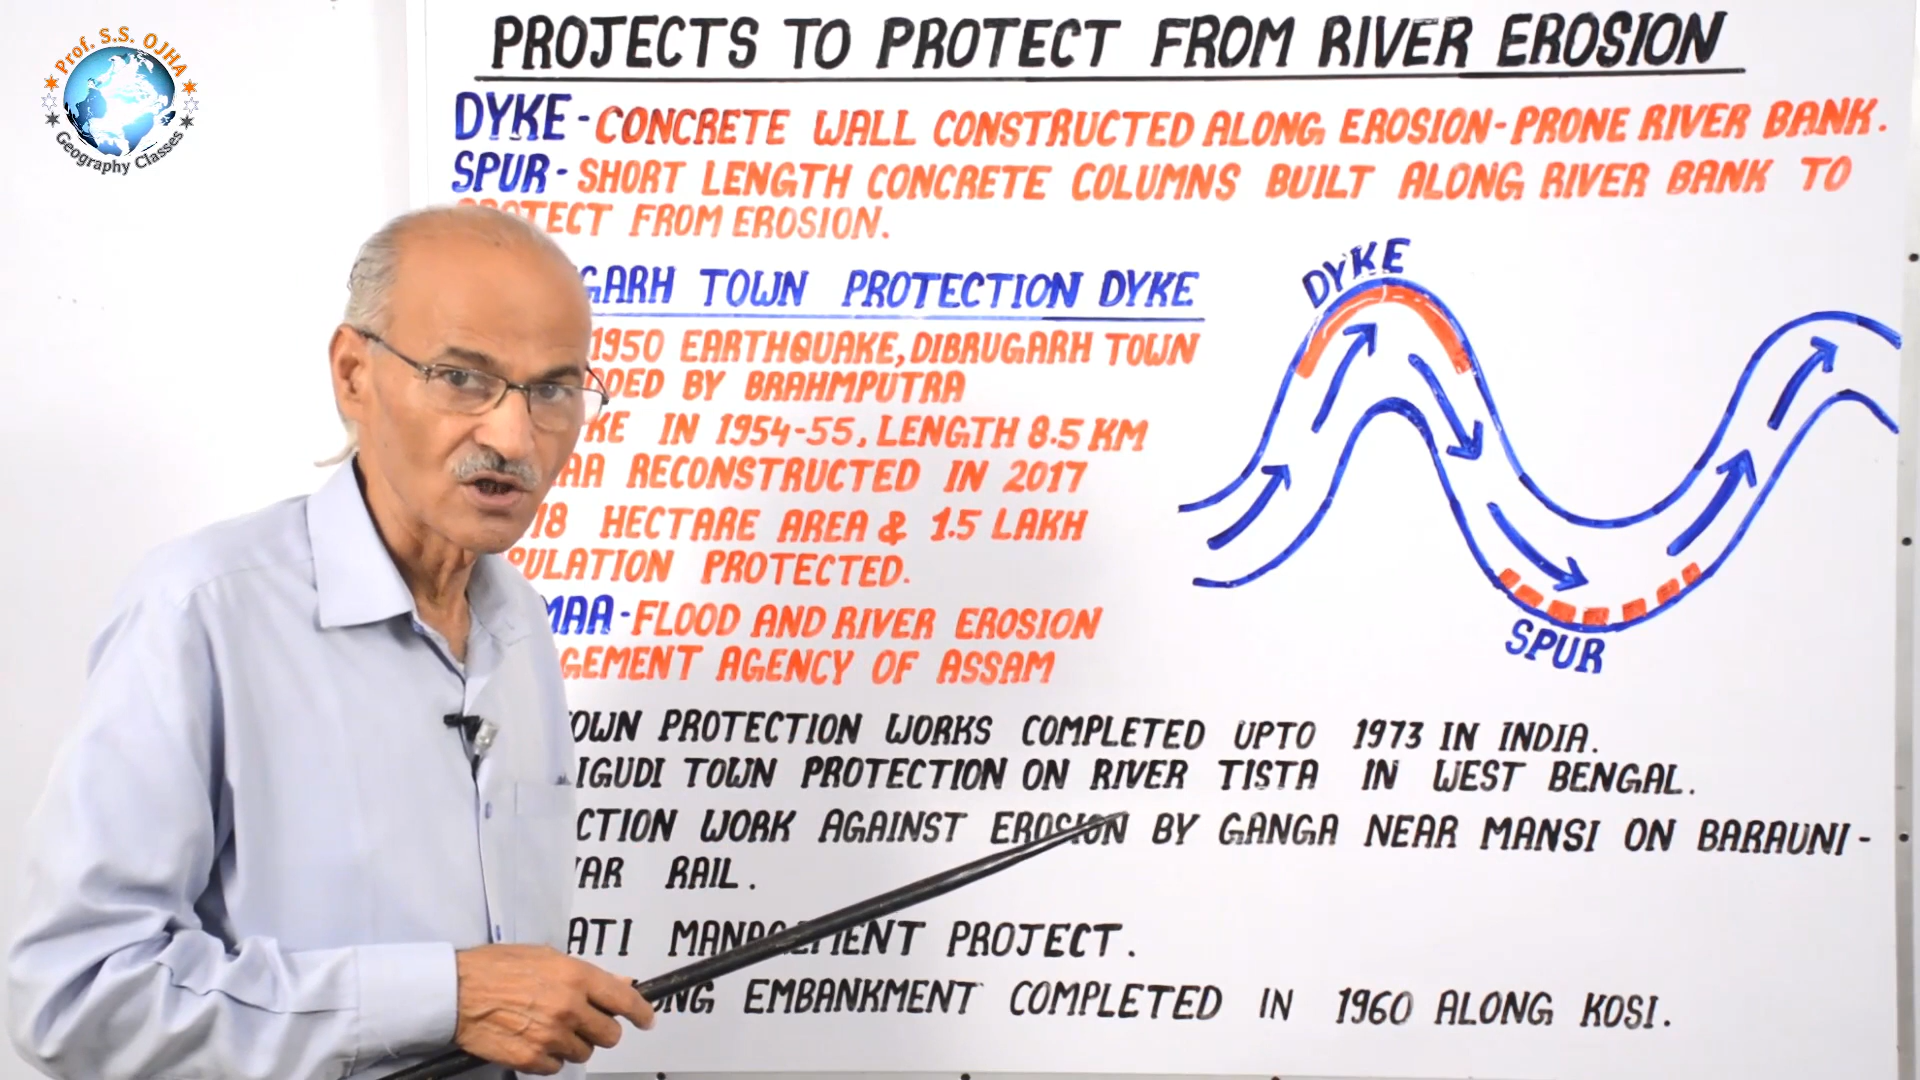 Prof. S.S. OJHA
Geography Classes
PROJECTS TO PROTECT FROM RIVER EROSION
DYKE - CONCRETE WALL CONSTRUCTED ALONG EROSION-PRONE RIVER BANK.
SPUR - SHORT LENGTH CONCRETE COLUMNS BUILT ALONG RIVER BANK TO
FROM EROSION.
TOWN PROTECTION DYKE
1950 EARTHQUAKE, DIBRUGARH TOWN
BY BRAHMPUTRA
IN 1954-55, LENGTH 8.5 KM
RECONSTRUCTED IN 2017
HECTARE AREA & 1.5 LAKH
PROTECTED.
- FLOOD AND RIVER EROSION
AGENCY OF ASSAM
DYKE
SPUR
PROTECTION WORKS COMPLETED UPTO 1973 IN INDIA.
TOWN PROTECTION ON RIVER TISTA IN WEST BENGAL.
WORK AGAINST EROSION BY GANGA NEAR MANSI ON BARAUNI-
RAIL.
MANAGEMENT PROJECT.
EMBANKMENT COMPLETED IN 1960 ALONG KOSI.